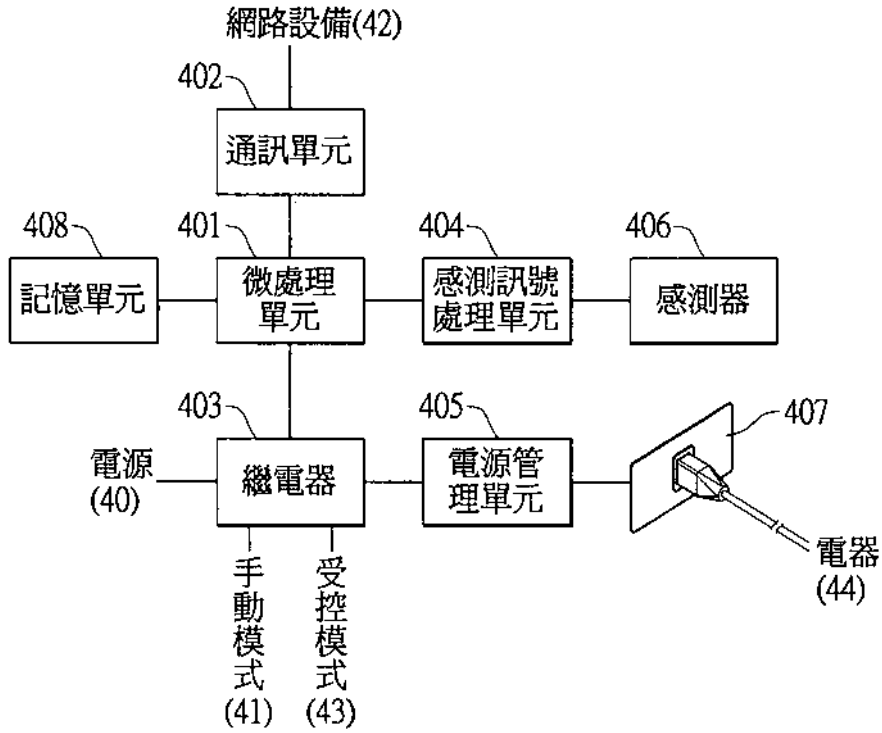 網路設備(42)
402
通訊單元
408
401
404
406
記憶單元
微處理
單元
感測訊號
處理單元
感測器
403
405
407
電源
(40)
繼電器
電源管
理單元
電器
(44)
手動模式
(41)
受控模式
(43)